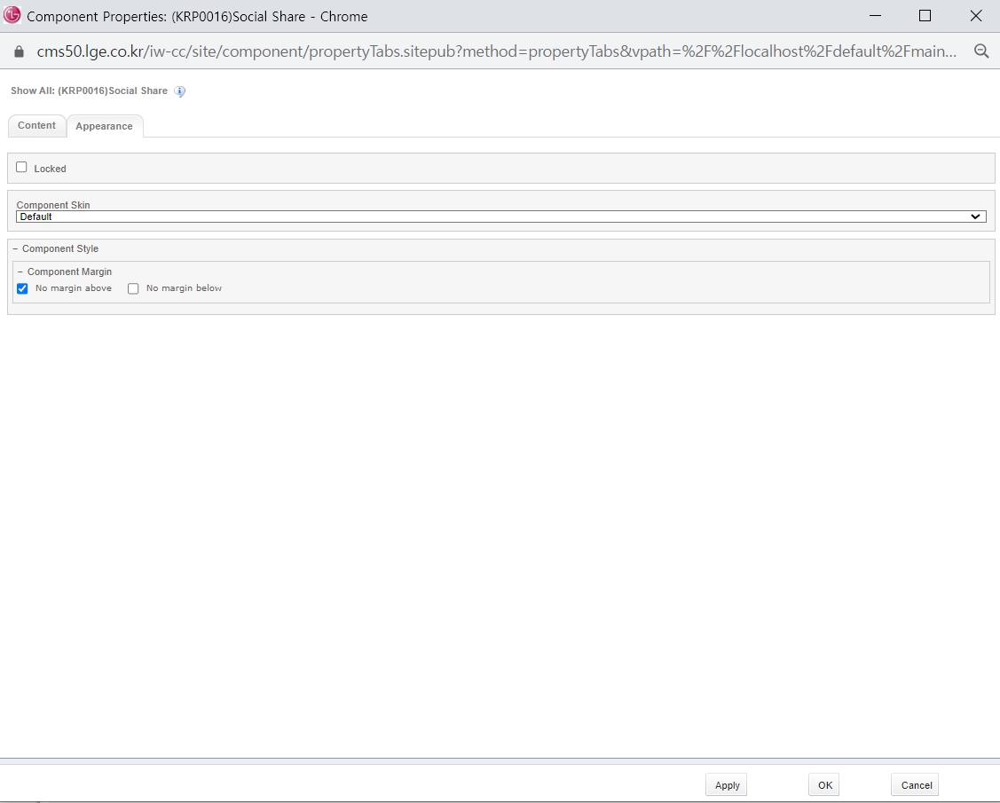 Component Properties: (KRP0016)Social Share - Chrome
cms50.lge.co.kr/iw-cc/site/component/propertyTabs.sitepub?method=propertyTabs&vpath=%2F%2Flocalhost%2Fdefault%2Fmain...
Show All: (KRP0016)Social Share
Content Appearance
Locked
Component Skin
Default
– Component Style
– Component Margin
No margin above No margin below
Apply OK Cancel